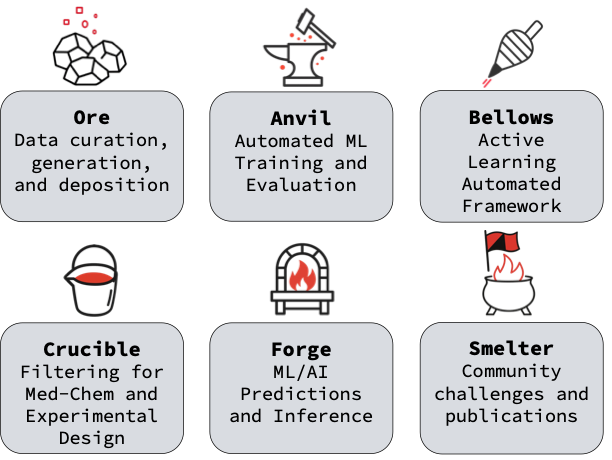 Ore
Data curation,
generation,
and deposition
Anvil
Automated ML
Training and
Evaluation
Bellows
Active
Learning
Automated
Framework
Crucible
Filtering for
Med-Chem and
Experimental
Design
Forge
ML/AI
Predictions
and Inference
Smelter
Community
challenges and
publications